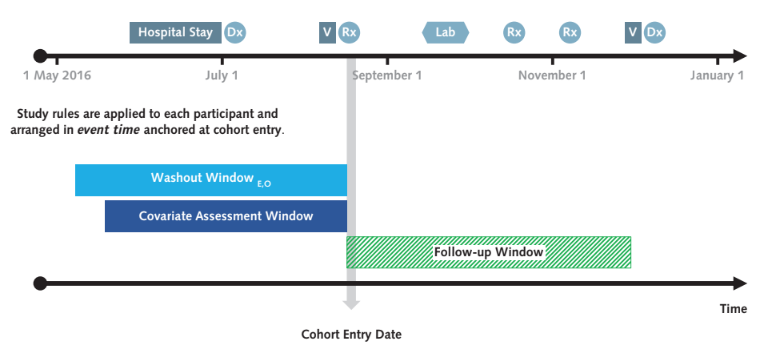 Hospital Stay Dx V Rx Lab Rx Rx V Dx
1 May 2016 July 1 September 1 November 1 January 1
Study rules are applied to each participant and
arranged in event time anchored at cohort entry.
Washout Window E,O
Covariate Assessment Window
Follow-up Window
Time
Cohort Entry Date